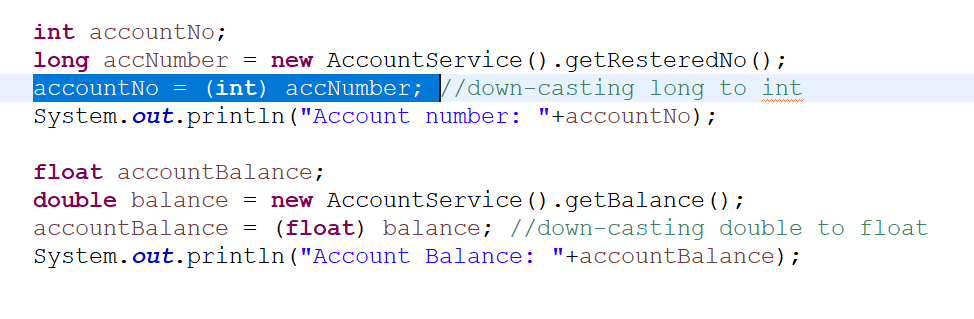 int accountNo;
long accNumber = new AccountService().getResteredNo();
accountNo = (int) accNumber; //down-casting long to int
System.out.println("Account number: "+accountNo);
float accountBalance;
double balance = new AccountService().getBalance();
accountBalance = (float) balance; //down-casting double to float
System.out.println("Account Balance: "+accountBalance);